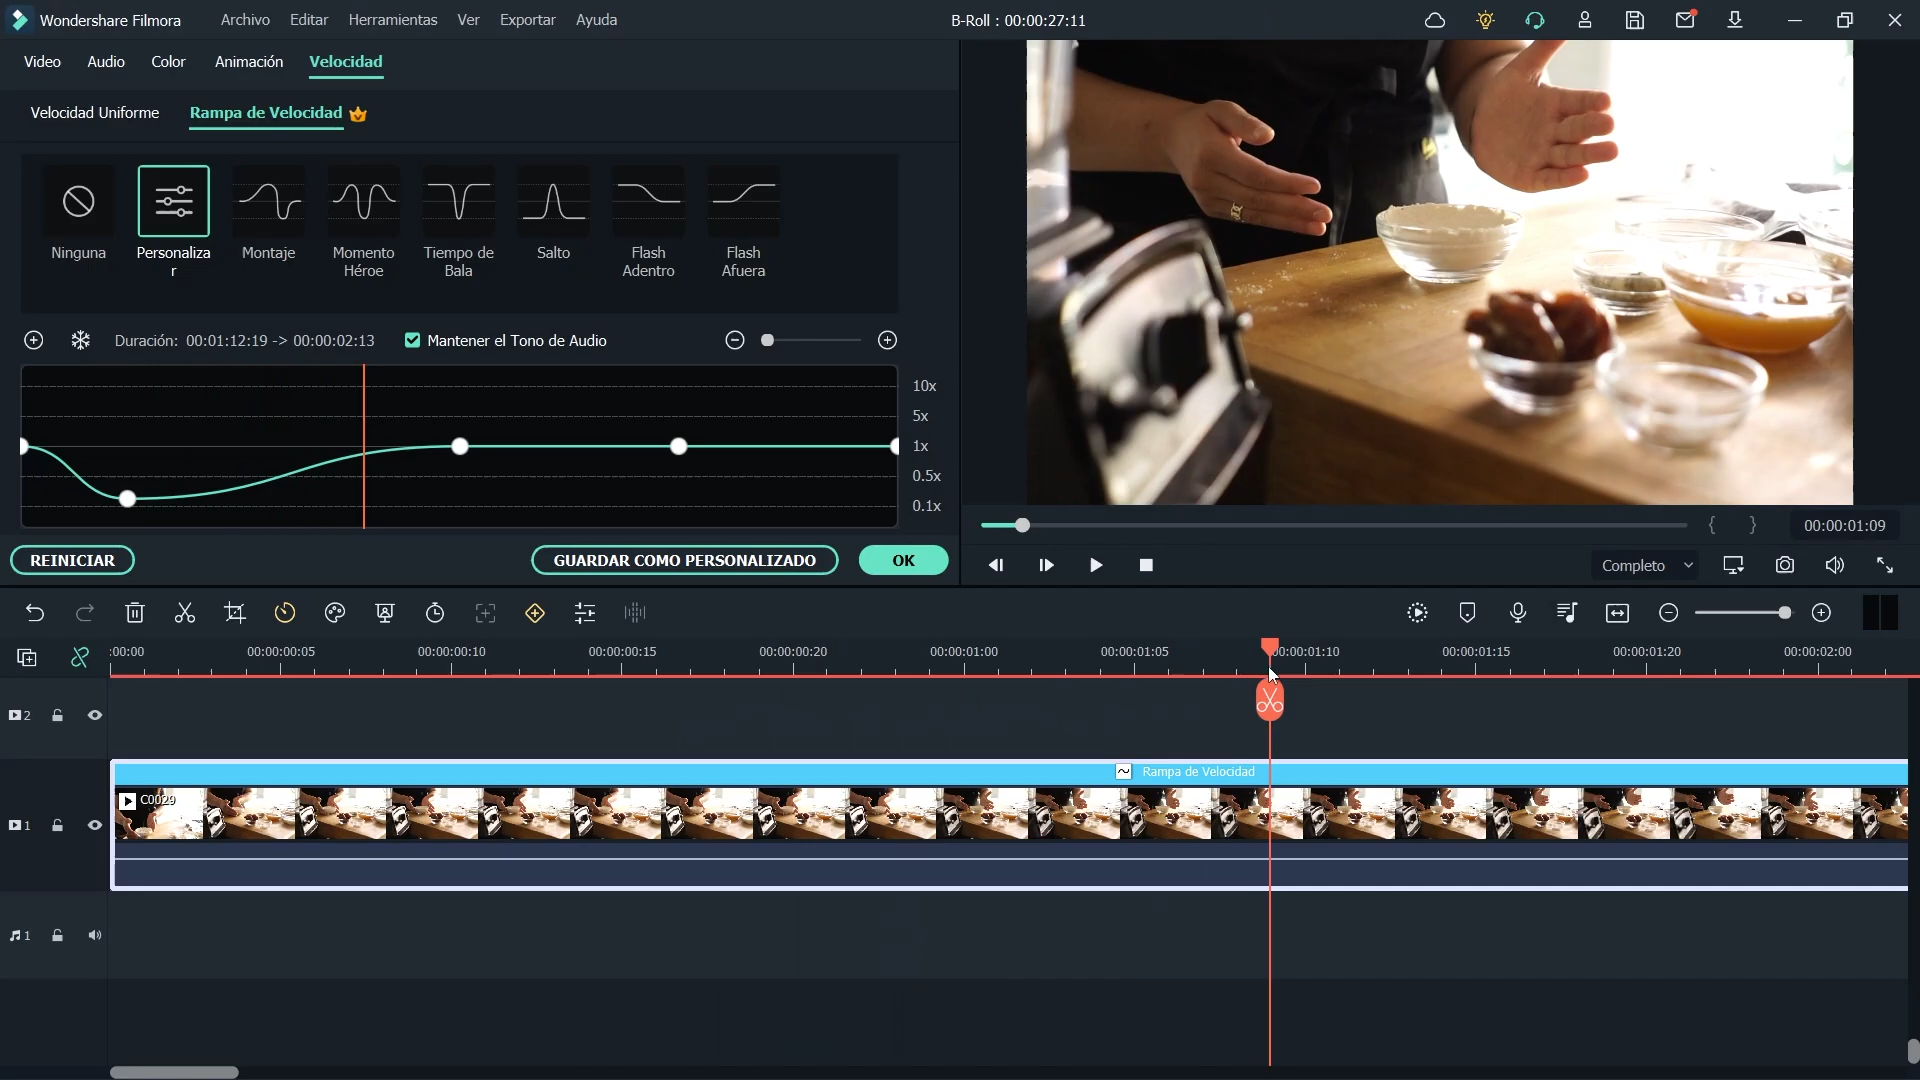 Wondershare Filmora Archivo Editar Herramientas Ver Exportar Ayuda B-Roll : 00:00:27:11
Video Audio Color Animación Velocidad
Velocidad Uniforme Rampa de Velocidad
Ninguna Personaliza
r Montaje Momento
Héroe Tiempo de
Bala Salto Flash
Adentro Flash
Afuera
Duración: 00:01:12:19 -> 00:00:02:13 Mantener el Tono de Audio
10x
5x
1x
0.5x
0.1x
REINICIAR GUARDAR COMO PERSONALIZADO OK
{ } 00:00:01:09
Completo
:00:00 00:00:00:05 00:00:00:10 00:00:00:15 00:00:00:20 00:00:01:00 00:00:01:05 00:00:01:10 00:00:01:15 00:00:01:20 00:00:02:00
2
Rampa de Velocidad
C0029
1
1